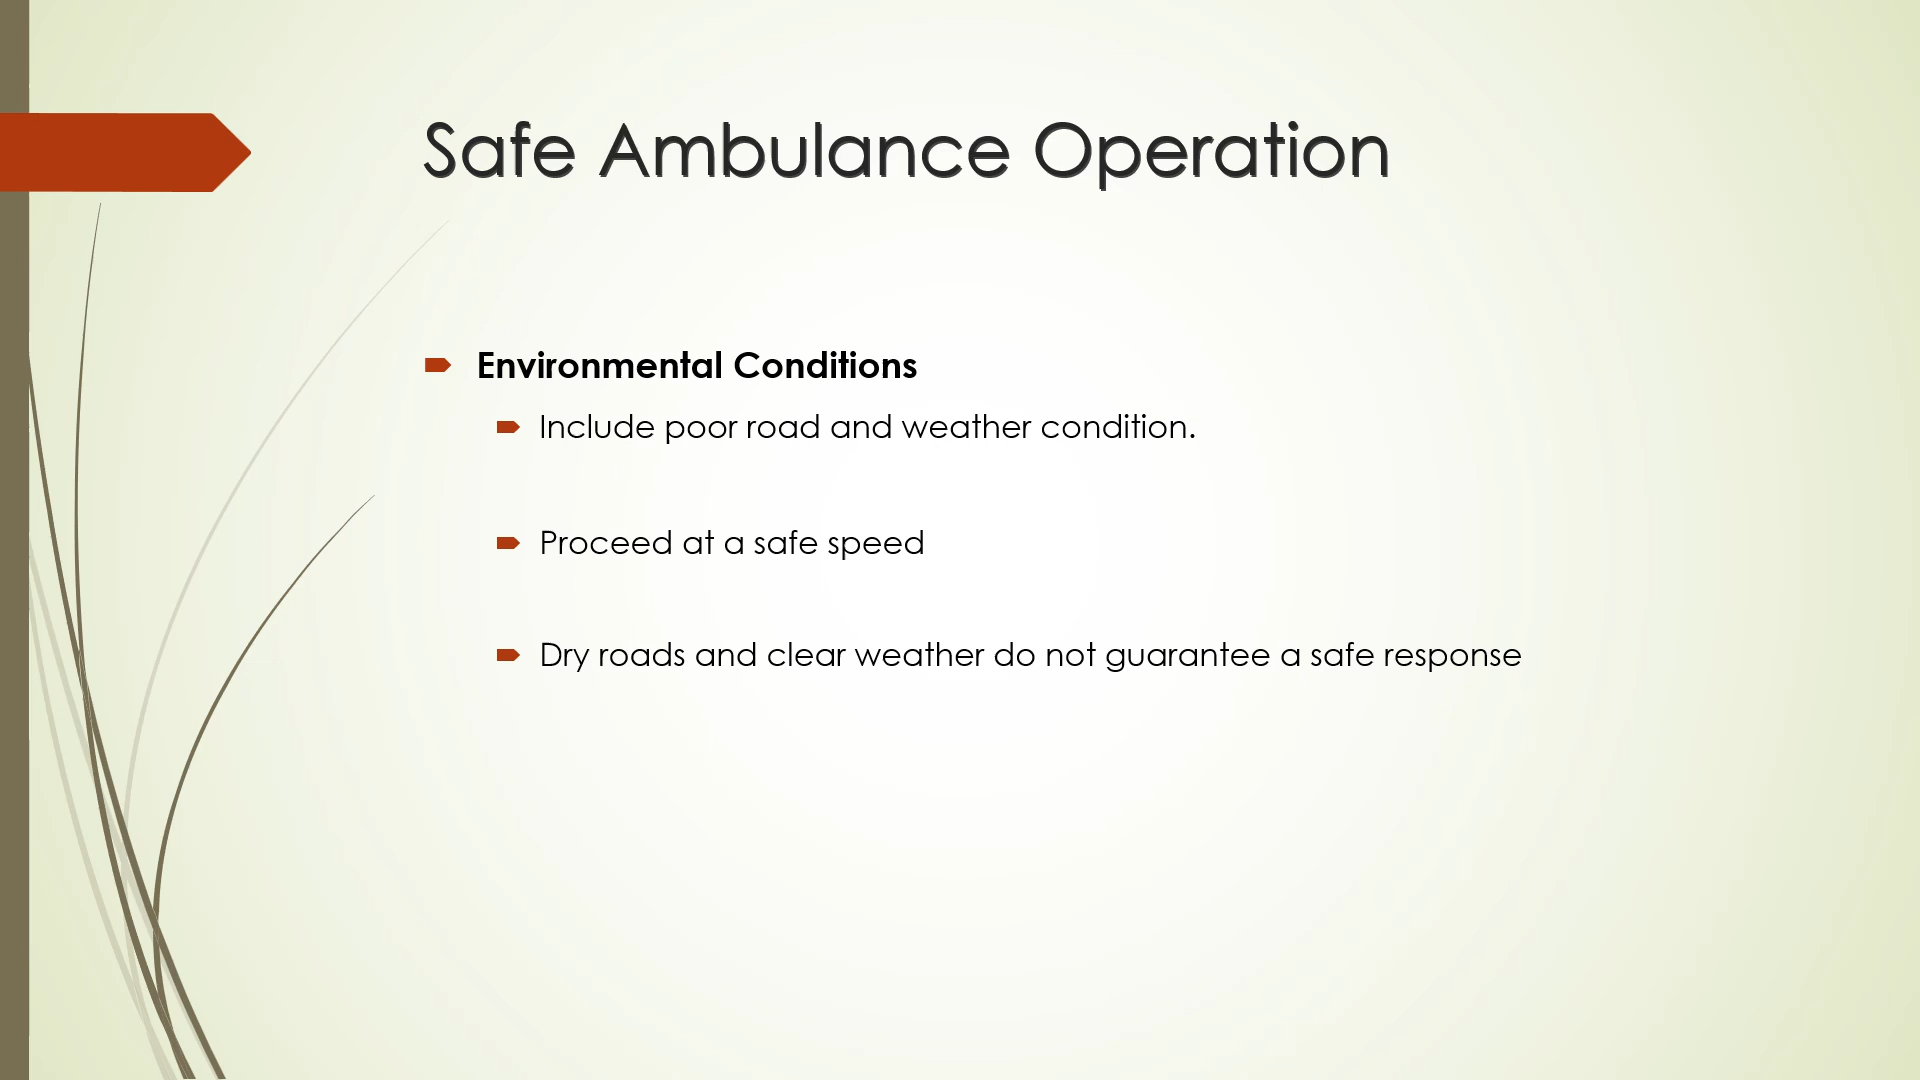 Safe Ambulance Operation
Environmental Conditions
Include poor road and weather condition.
Proceed at a safe speed
Dry roads and clear weather do not guarantee a safe response